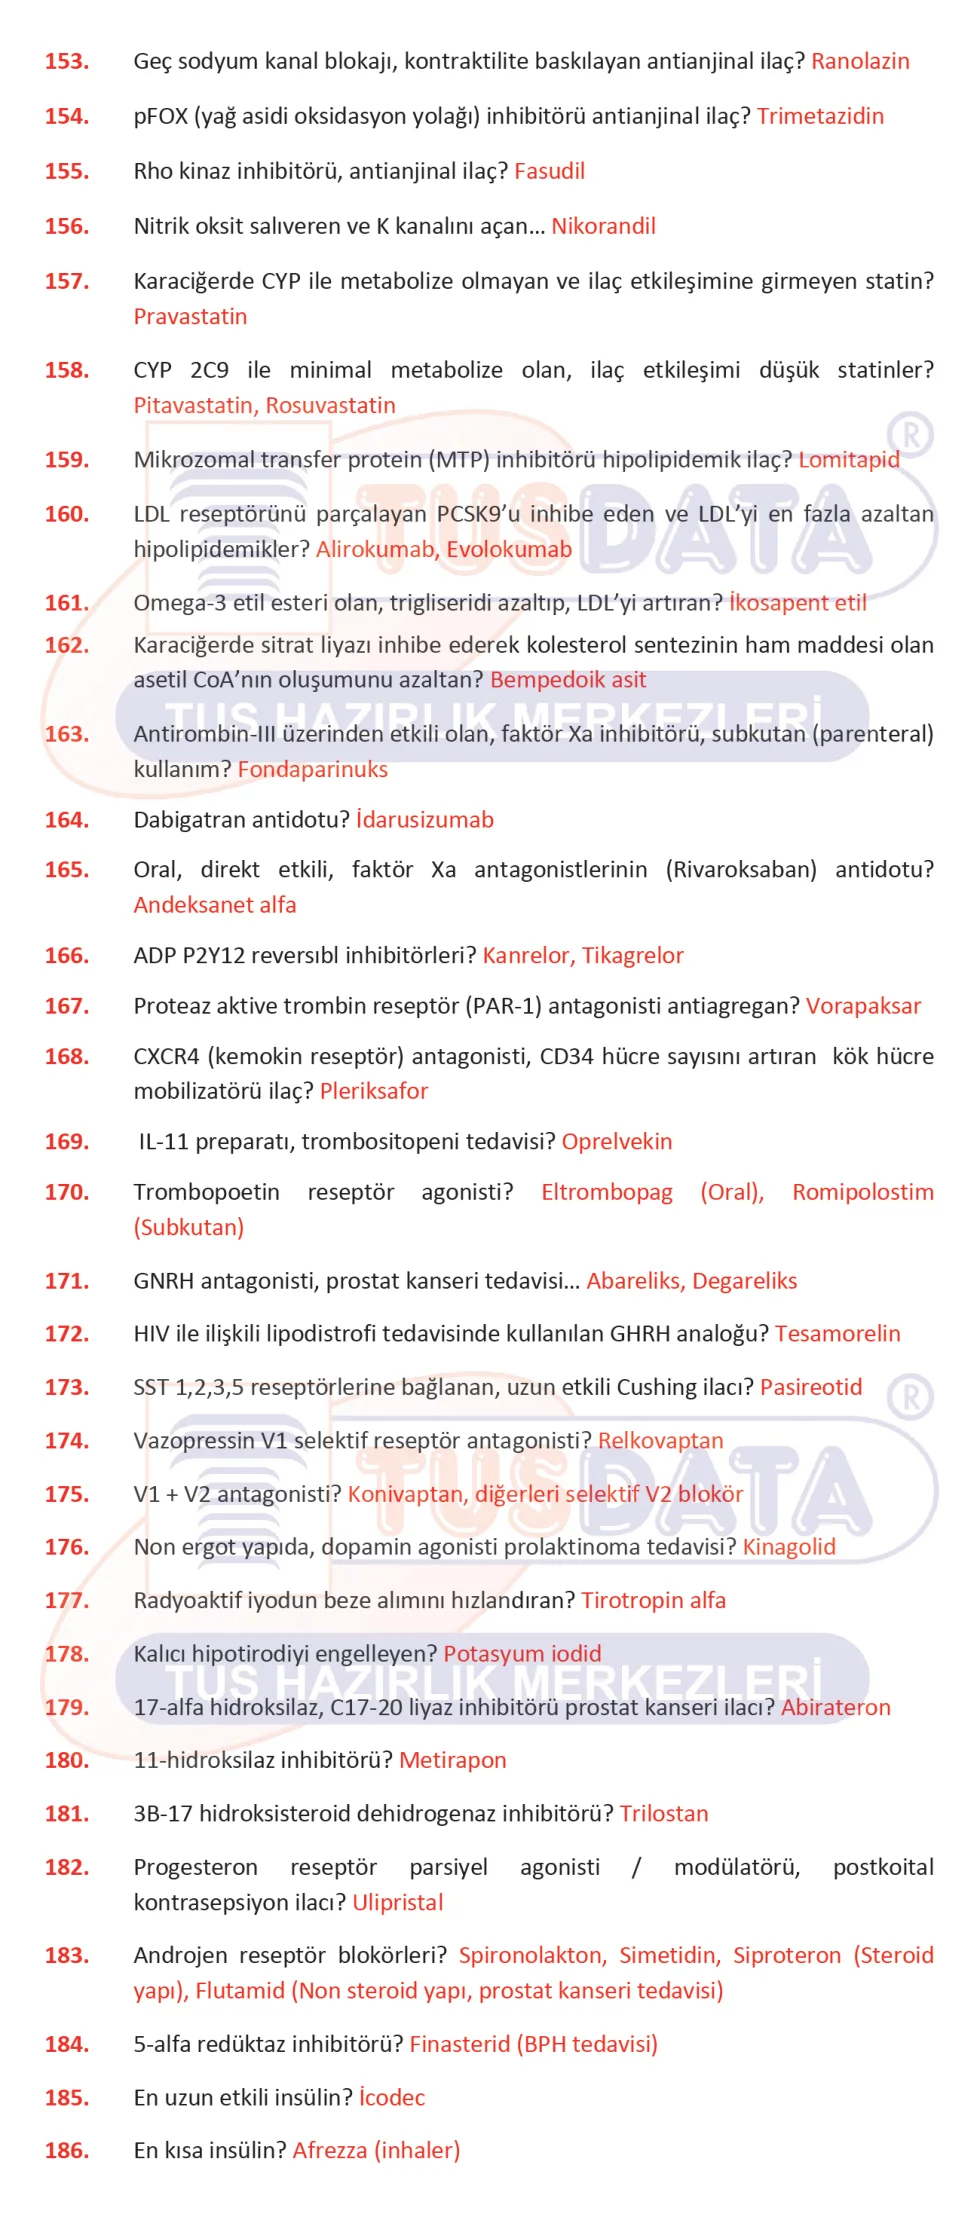 153. Geç sodyum kanal blokajı, kontraktilite baskılayan antianjinal ilaç? Ranolazin
154. pFOX (yağ asidi oksidasyon yolağı) inhibitörü antianjinal ilaç? Trimetazidin
155. Rho kinaz inhibitörü, antianjinal ilaç? Fasudil
156. Nitrik oksit salıveren ve K kanalını açan... Nikorandil
157. Karaciğerde CYP ile metabolize olmayan ve ilaç etkileşimine girmeyen statin?
Pravastatin
158. CYP 2C9 ile minimal metabolize olan, ilaç etkileşimi düşük statinler?
Pitavastatin, Rosuvastatin
159. Mikrozomal transfer protein (MTP) inhibitörü hipolipidemik ilaç? Lomitapid
160. LDL reseptörünü parçalayan PCSK9’u inhibe eden ve LDL’yi en fazla azaltan
hipolipidemikler? Alirokumab, Evolokumab
161. Omega-3 etil esteri olan, trigliseridi azaltıp, LDL’yi artıran? İkosapent etil
162. Karaciğerde sitrat liyazı inhibe ederek kolesterol sentezinin ham maddesi olan
asetil CoA’nın oluşumunu azaltan? Bempedoik asit
163. Antirombin-III üzerinden etkili olan, faktör Xa inhibitörü, subkutan (parenteral)
kullanım? Fondaparinuks
164. Dabigatran antidotu? İdarusizumab
165. Oral, direkt etkili, faktör Xa antagonistlerinin (Rivaroksaban) antidotu?
Andeksanet alfa
166. ADP P2Y12 reversıbl inhibitörleri? Kanrelor, Tikagrelor
167. Proteaz aktive trombin reseptör (PAR-1) antagonisti antiagregan? Vorapaksar
168. CXCR4 (kemokin reseptör) antagonisti, CD34 hücre sayısını artıran kök hücre
mobilizatörü ilaç? Pleriksafor
169. IL-11 preparatı, trombositopeni tedavisi? Oprelvekin
170. Trombopoetin reseptör agonisti? Eltrombopag (Oral), Romipolostim
(Subkutan)
171. GNRH antagonisti, prostat kanseri tedavisi... Abareliks, Degareliks
172. HIV ile ilişkili lipodistrofi tedavisinde kullanılan GHRH analoğu? Tesamorelin
173. SST 1,2,3,5 reseptörlerine bağlanan, uzun etkili Cushing ilacı? Pasireotid
174. Vazopressin V1 selektif reseptör antagonisti? Relkovaptan
175. V1 + V2 antagonisti? Konivaptan, diğerleri selektif V2 blokör
176. Non ergot yapıda, dopamin agonisti prolaktinoma tedavisi? Kinagolid
177. Radyoaktif iyodun beze alımını hızlandıran? Tirotropin alfa
178. Kalıcı hipotirodiyi engelleyen? Potasyum iodid
179. 17-alfa hidroksilaz, C17-20 liyaz inhibitörü prostat kanseri ilacı? Abirateron
180. 11-hidroksilaz inhibitörü? Metirapon
181. 3B-17 hidroksisteroid dehidrogenaz inhibitörü? Trilostan
182. Progesteron reseptör parsiyel agonisti / modülatörü, postkoital
kontrasepsiyon ilacı? Ulipristal
183. Androjen reseptör blokörleri? Spironolakton, Simetidin, Siproteron (Steroid
yapı), Flutamid (Non steroid yapı, prostat kanseri tedavisi)
184. 5-alfa redüktaz inhibitörü? Finasterid (BPH tedavisi)
185. En uzun etkili insülin? İcodec
186. En kısa insülin? Afrezza (inhaler)
TUSDATA ®
TUS HAZIRLIK MERKEZLERİ
TUSDATA ®
TUS HAZIRLIK MERKEZLERİ